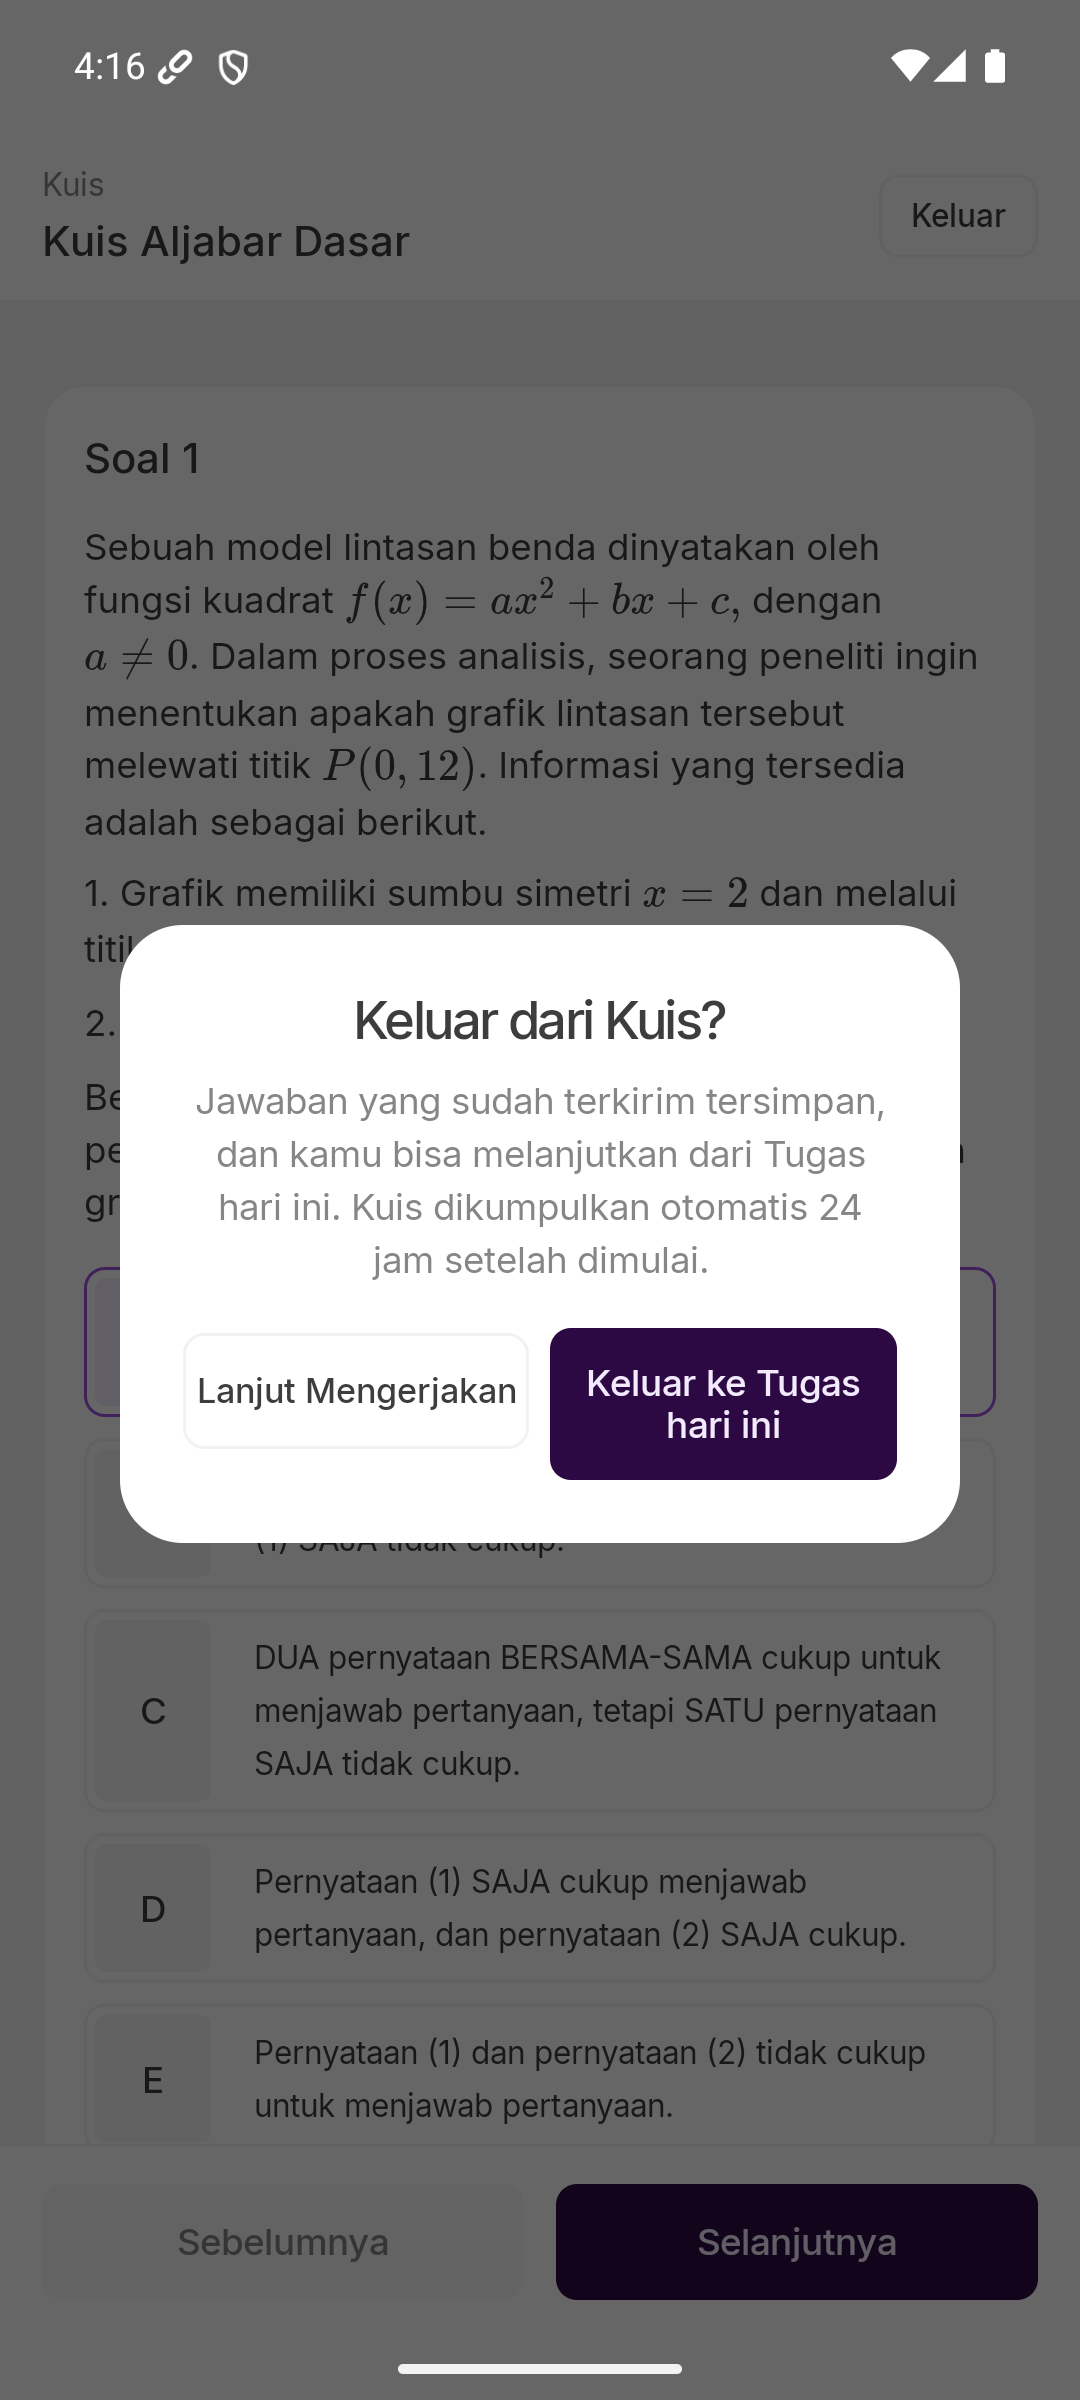 4:16
Kuis
Kuis Aljabar Dasar
Keluar
Soal 1
Sebuah model lintasan benda dinyatakan oleh
fungsi kuadrat f(x) = ax² + bx + c, dengan
a ≠ 0. Dalam proses analisis, seorang peneliti ingin
menentukan apakah grafik lintasan tersebut
melewati titik P(0, 12). Informasi yang tersedia
adalah sebagai berikut.
1. Grafik memiliki sumbu simetri x = 2 dan melalui
2.
Keluar dari Kuis?
Jawaban yang sudah terkirim tersimpan,
dan kamu bisa melanjutkan dari Tugas
hari ini. Kuis dikumpulkan otomatis 24
jam setelah dimulai.
Lanjut Mengerjakan
Keluar ke Tugas
hari ini
(1) SAJA tidak cukup.
C
DUA pernyataan BERSAMA-SAMA cukup untuk
menjawab pertanyaan, tetapi SATU pernyataan
SAJA tidak cukup.
D
Pernyataan (1) SAJA cukup menjawab
pertanyaan, dan pernyataan (2) SAJA cukup.
E
Pernyataan (1) dan pernyataan (2) tidak cukup
untuk menjawab pertanyaan.
Sebelumnya
Selanjutnya